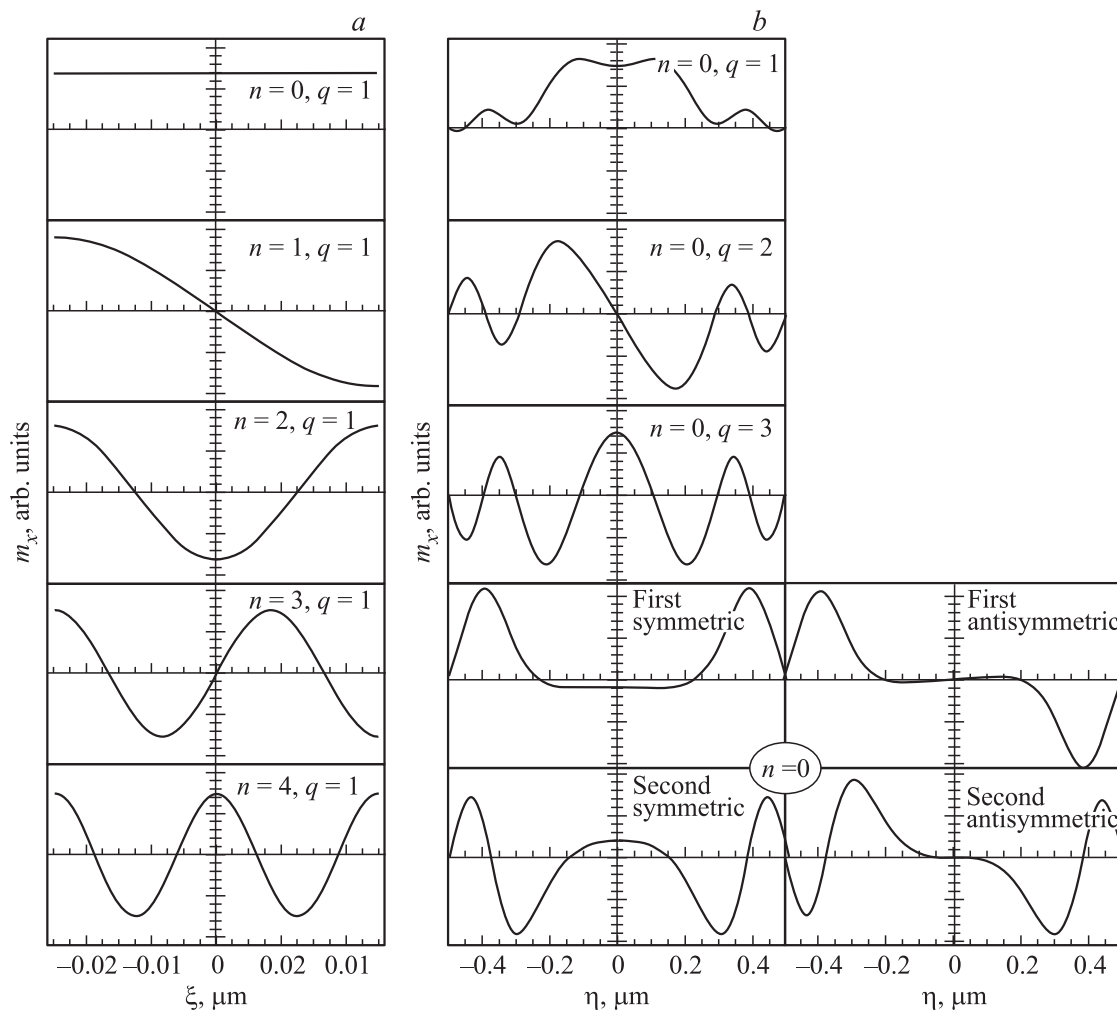 a
n = 0, q = 1
n = 1, q = 1
n = 2, q = 1
n = 3, q = 1
n = 4, q = 1
mx, arb. units
–0.02 –0.01 0 0.02 0.01
ξ, μm
b
n = 0, q = 1
n = 0, q = 2
n = 0, q = 3
mx, arb. units
First
symmetric
First
antisymmetric
n =0
Second
symmetric
Second
antisymmetric
–0.4 –0.2 0 0.2 0.4
η, μm
–0.4 –0.2 0 0.2 0.4
η, μm